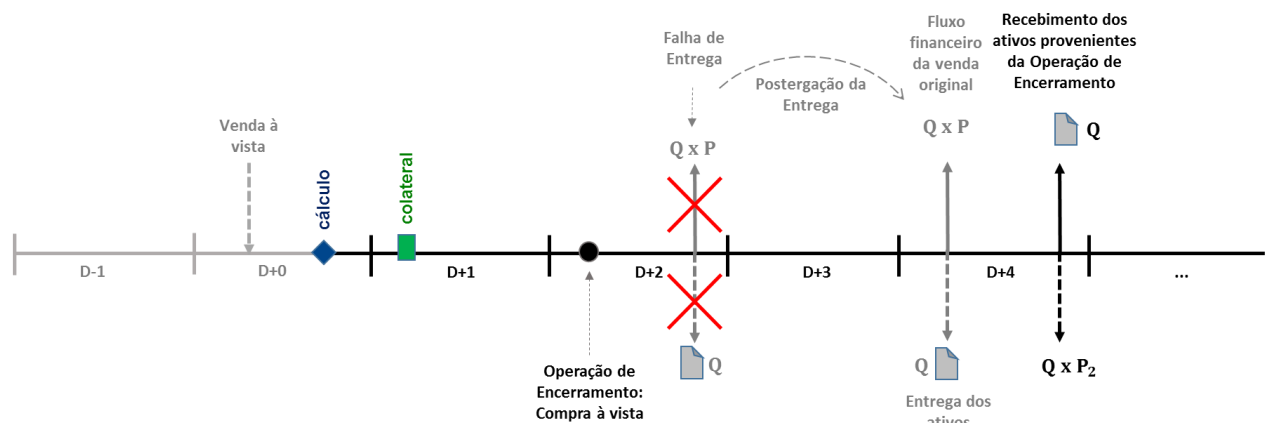 Falha de
Entrega
Postergação da
Entrega
Fluxo
financeiro
da venda
original
Recebimento dos
ativos provenientes
da Operação de
Encerramento
Venda à
vista
Q x P
Q x P
Q
cálculo
colateral
D-1
D+0
D+1
D+2
D+3
D+4
...
Operação de
Encerramento:
Compra à vista
Q
Q
Q x P₂
Entrega dos
ativos